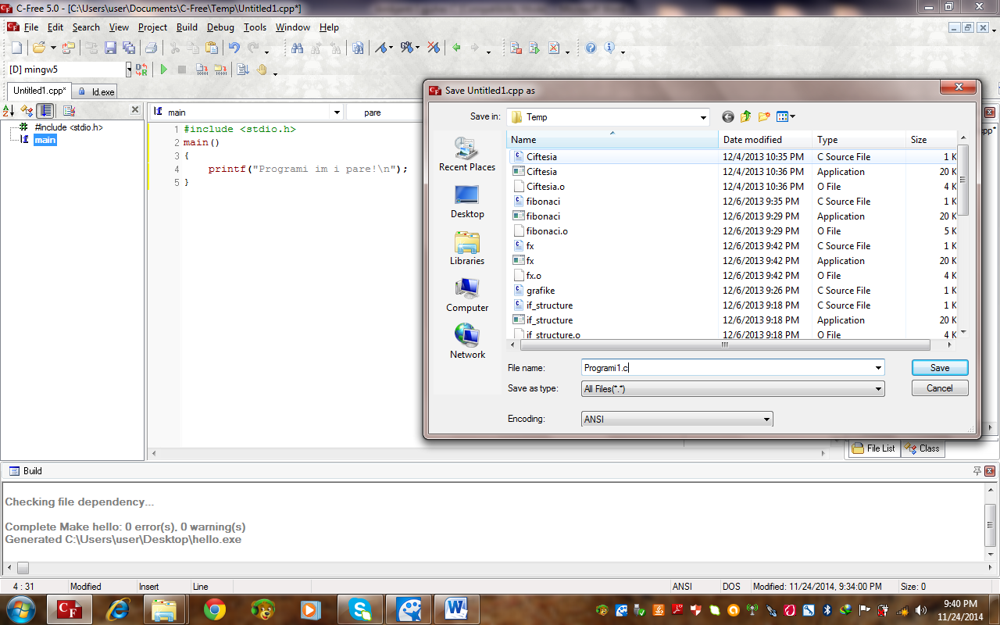 C-Free 5.0 - [C:\Users\user\Documents\C-Free\Temp\Untitled1.cpp*]
File Edit Search View Project Build Debug Tools Window Help
[D] mingw5
Untitled1.cpp* ld.exe
#include <stdio.h>
main
main pare
1 #include <stdio.h>
2 main()
3 {
4 printf("Programi im i pare!\n");
5 }
Save Untitled1.cpp as
Save in: Temp
Name Date modified Type Size
Ciftesia 12/4/2013 10:35 PM C Source File 1 K
Ciftesia 12/4/2013 10:36 PM Application 20 K
Ciftesia.o 12/4/2013 10:36 PM O File 4 K
fibonaci 12/6/2013 9:35 PM C Source File 1 K
fibonaci 12/6/2013 9:29 PM Application 20 K
fibonaci.o 12/6/2013 9:29 PM O File 5 K
fx 12/6/2013 9:42 PM C Source File 1 K
fx 12/6/2013 9:42 PM Application 20 K
fx.o 12/6/2013 9:42 PM O File 4 K
grafike 12/6/2013 9:26 PM C Source File 1 K
if_structure 12/6/2013 9:18 PM C Source File 1 K
if_structure 12/6/2013 9:18 PM Application 20 K
if_structure.o 12/6/2013 9:18 PM O File 4 K
Recent Places
Desktop
Libraries
Computer
Network
File name: Programi1.c
Save
Save as type: All Files(*.*)
Cancel
Encoding: ANSI
pp*
File List Class
Build
Checking file dependency...
Complete Make hello: 0 error(s), 0 warning(s)
Generated C:\Users\user\Desktop\hello.exe
4 : 31 Modified Insert Line ANSI DOS Modified: 11/24/2014, 9:34:00 PM Size: 0
9:40 PM
11/24/2014